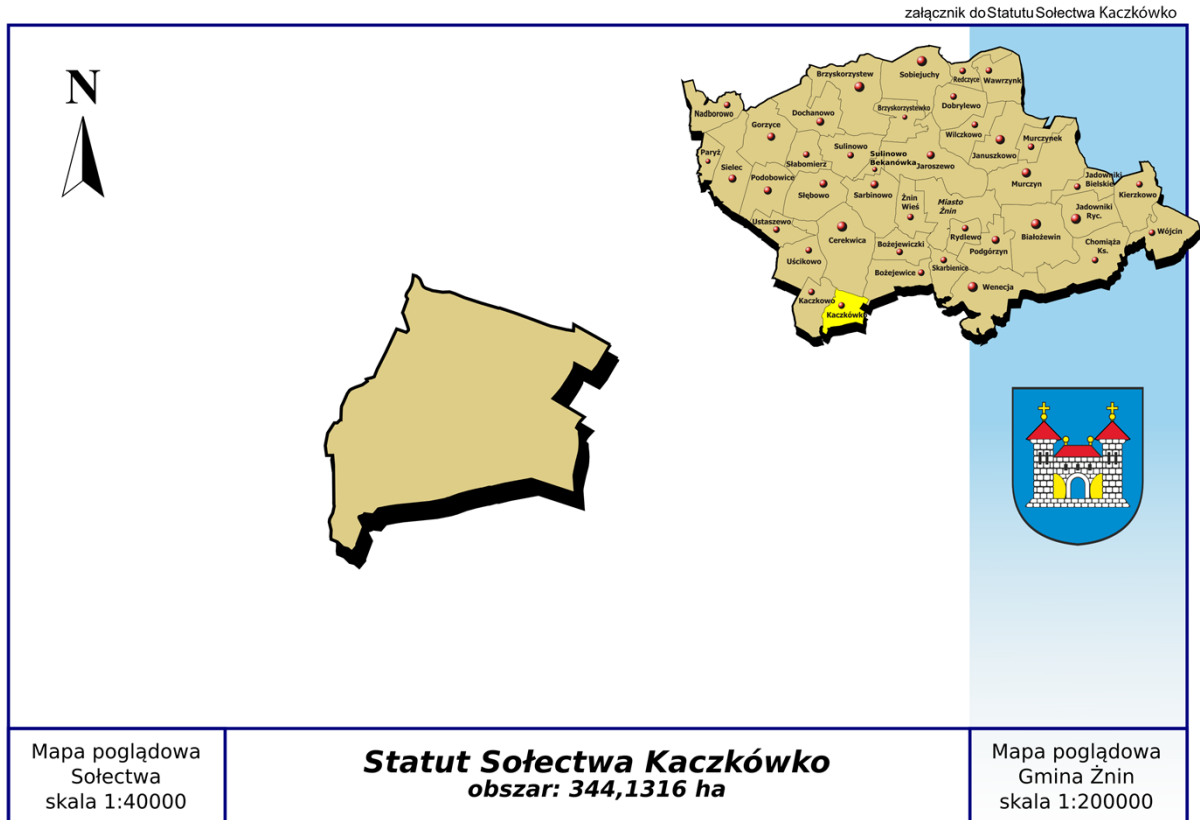 załącznik do Statutu Sołectwa Kaczkówko
N
Brzyskorzystew
Sobiejuchy
Redczyce
Wawrzynk
Nadborowo
Gorzyce
Dochanowo
Brzyskorzystewko
Dobrylewo
Wilczkowo
Murczynek
Paryż
Sielec
Słabomierz
Sulinowo
Sulinowo
Bekanówka
Jaroszewo
Januszkowo
Podobowice
Slębowo
Sarbinowo
Murczyn
Jadowniki
Bielskie
Kierzkowo
Żnin
Wieś
Miasto
Żnin
Jadowniki
Ryc.
Ustaszewo
Cerekwica
Bożejewiczki
Rydlewo
Podgórzyn
Białożewin
Chomiąża
Ks.
Wójcin
Uścikowo
Bożejewice
Skarbienice
Wenecja
Kaczkowo
Kaczkówko
Mapa poglądowa
Sołectwa
skala 1:40000
Statut Sołectwa Kaczkówko
obszar: 344,1316 ha
Mapa poglądowa
Gmina Żnin
skala 1:200000